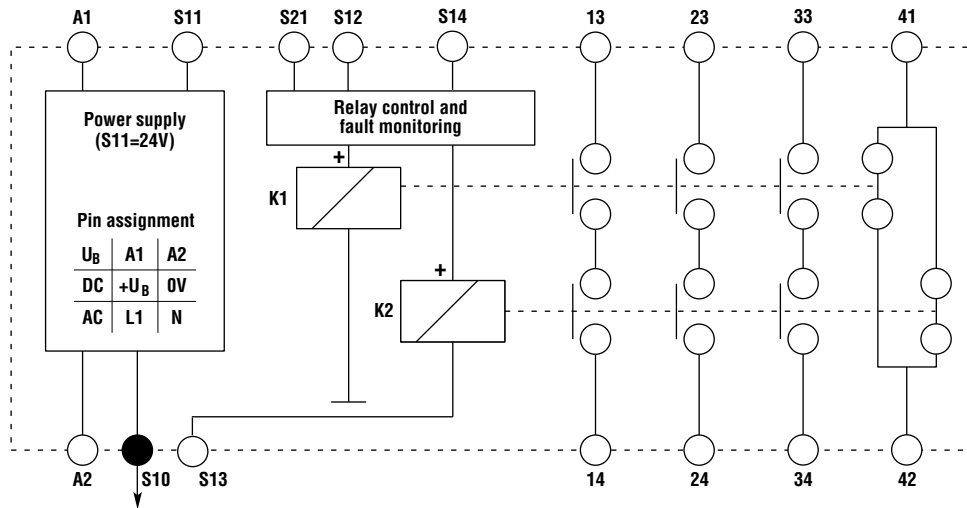 A1 S11 S21 S12 S14 13 23 33 41
Power supply
(S11=24V)
Relay control and
fault monitoring
+
K1
Pin assignment
UB A1 A2
DC +UB 0V
AC L1 N
+
K2
A2 S10 S13 14 24 34 42